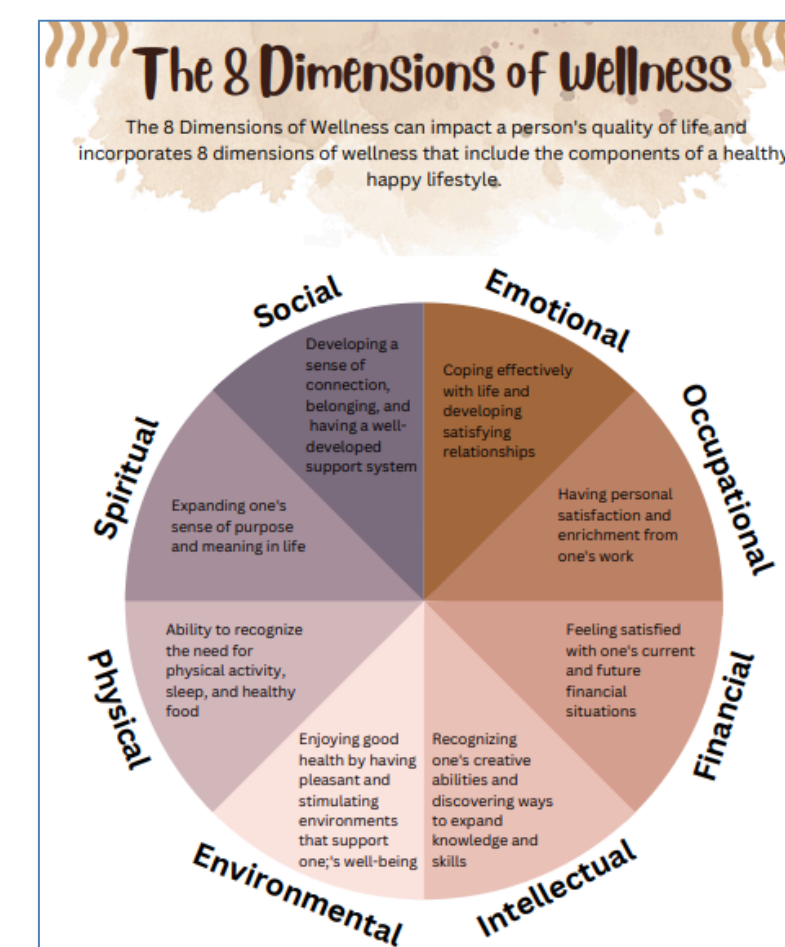 The 8 Dimensions of Wellness
The 8 Dimensions of Wellness can impact a person's quality of life and
incorporates 8 dimensions of wellness that include the components of a healthy
happy lifestyle.
Social
Developing a
sense of
connection,
belonging, and
having a well-
developed
support system
Emotional
Coping effectively
with life and
developing
satisfying
relationships
Occupational
Having personal
satisfaction and
enrichment from
one's work
Financial
Feeling satisfied
with one's current
and future
financial
situations
Intellectual
Recognizing
one's creative
abilities and
discovering ways
to expand
knowledge and
skills
Environmental
Enjoying good
health by having
pleasant and
stimulating
environments
that support
one;'s well-being
Physical
Ability to recognize
the need for
physical activity,
sleep, and healthy
food
Spiritual
Expanding one's
sense of purpose
and meaning in life